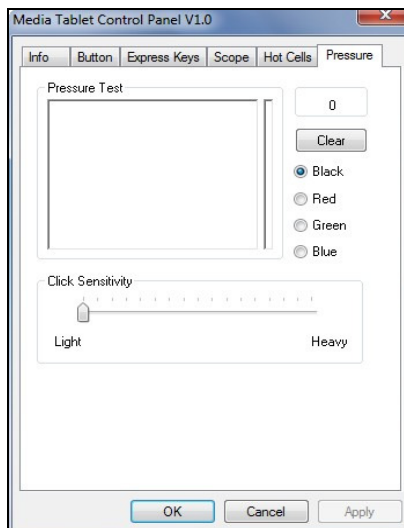 Media Tablet Control Panel V1.0
Info Button Express Keys Scope Hot Cells Pressure
Pressure Test
0
Clear
Black
Red
Green
Blue
Click Sensitivity
Light Heavy
OK Cancel Apply